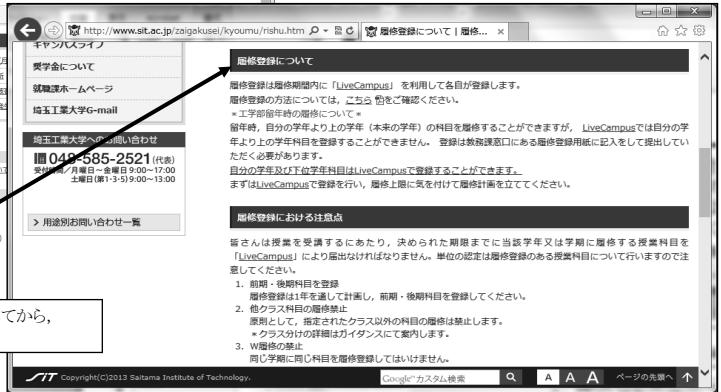 http://www.sit.ac.jp/zaigakusei/kyoumu/rishu.htm
履修登録について | 履修...
キャンパスライフ
奨学金について
就職課ホームページ
埼玉工業大学G-mail
埼玉工業大学へのお問い合わせ
048-585-2521(代表)
受付時間／月曜日～金曜日 9:00～17:00
土曜日(第1・3・5) 9:00～13:00
> 用途別お問い合わせ一覧
てから，
履修登録について
履修登録は履修期間内に「LiveCampus」 を利用して各自が登録します。
履修登録の方法については，こちら をご確認ください。
＊工学部留年時の履修について＊
留年時，自分の学年より上の学年（本来の学年）の科目を履修することができますが， LiveCampusでは自分の学
年より上の学年科目を登録することができません。 登録は教務課窓口にある履修登録用紙に記入をして提出してい
ただく必要があります。
自分の学年及び下位学年科目はLiveCampusで登録することができます。
まずはLiveCampusで登録を行い，履修上限に気を付けて履修計画を立ててください。
履修登録における注意点
皆さんは授業を受講するにあたり，決められた期限までに当該学年又は学期に履修する授業科目を
「LiveCampus」により届出なければなりません。単位の認定は履修登録のある授業科目について行いますので注
意してください。
1. 前期・後期科目を登録
履修登録は1年を通して計画し，前期・後期科目を登録してください。
2. 他クラス科目の履修禁止
原則として，指定されたクラス以外の科目の履修は禁止します。
＊クラス分けの詳細はガイダンスにて案内します。
3. W履修の禁止
同じ学期に同じ科目を履修登録してはいけません。
SIT Copyright(C)2013 Saitama Institute of Technology.
Google カスタム検索
A A A
ページの先頭へ